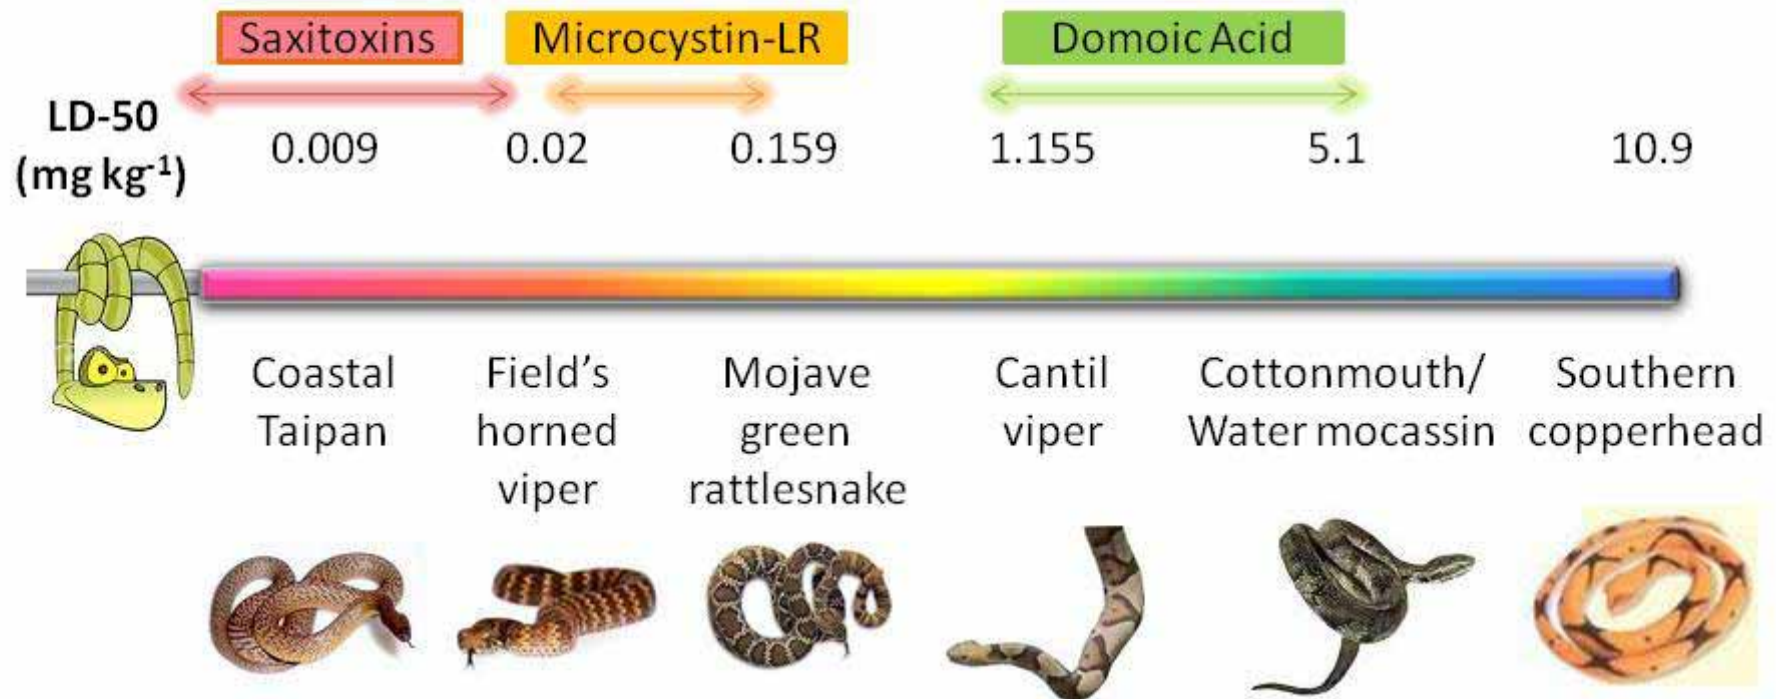 Saxitoxins
Microcystin-LR
Domoic Acid
LD-50
(mg kg⁻¹)
0.009
0.02
0.159
1.155
5.1
10.9
Coastal
Taipan
Field's
horned
viper
Mojave
green
rattlesnake
Cantil
viper
Cottonmouth/
Water mocassin
Southern
copperhead